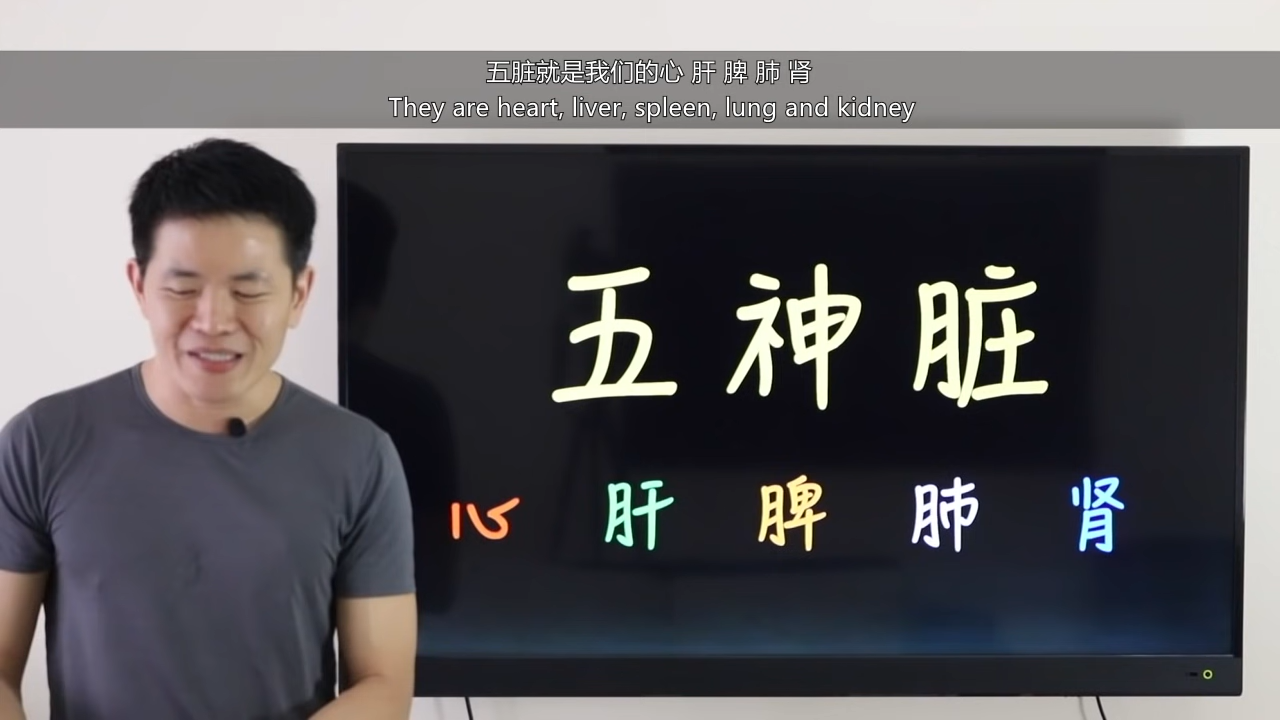 五脏就是我们的心 肝 脾 肺 肾
They are heart, liver, spleen, lung and kidney
五神脏
心 肝 脾 肺 肾